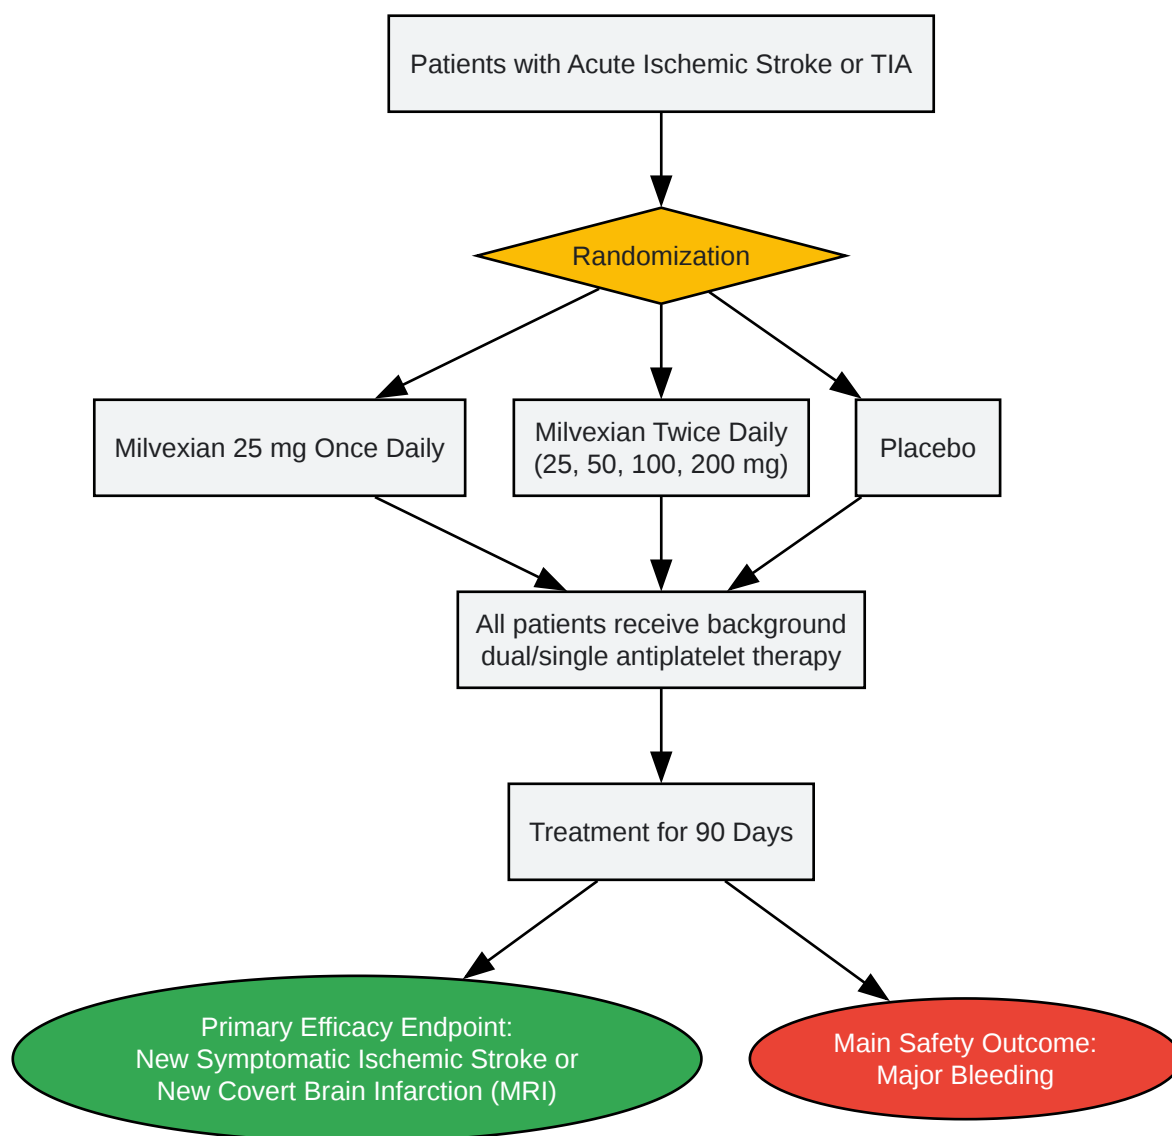 Patients with Acute Ischemic Stroke or TIA
Randomization
Milvexian 25 mg Once Daily
Milvexian Twice Daily
(25, 50, 100, 200 mg)
Placebo
All patients receive background
dual/single antiplatelet therapy
Treatment for 90 Days
Primary Efficacy Endpoint:
New Symptomatic Ischemic Stroke or
New Covert Brain Infarction (MRI)
Main Safety Outcome:
Major Bleeding